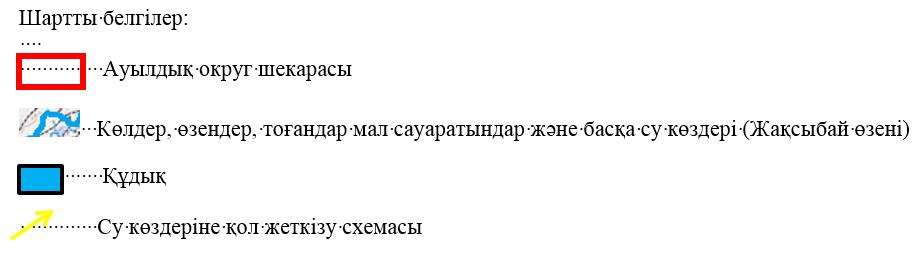 Шартты белгілер:
Ауылдық округ шекарасы
Көлдер, өзендер, тоғандар мал сауаратындар және басқа су көздері (Жақсыбай өзені)
Құдық
Су көздеріне қол жеткізу схемасы